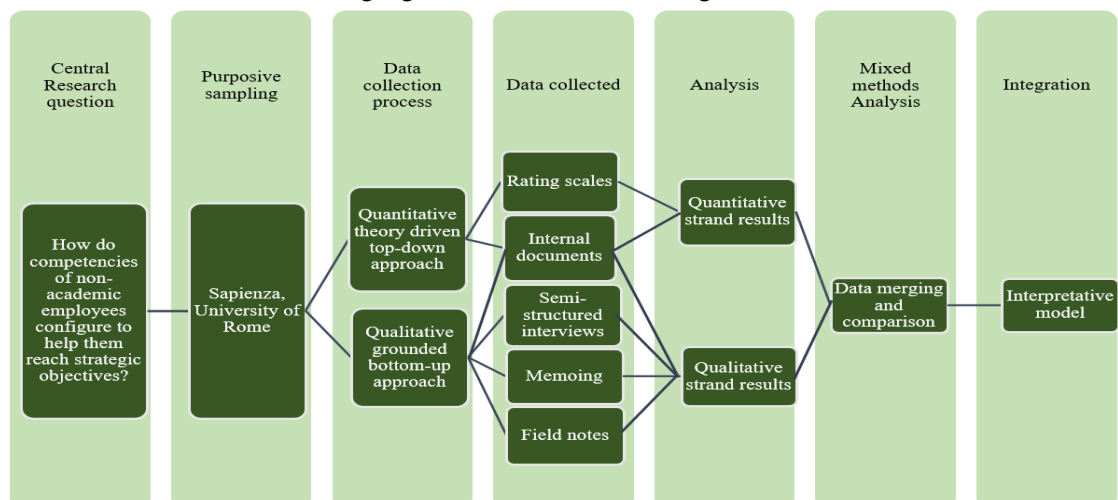 Central
Research
question
Purposive
sampling
Data
collection
process
Data collected
Analysis
Mixed
methods
Analysis
Integration
How do
competencies
of non-
academic
employees
configure to
help them
reach strategic
objectives?
Sapienza,
University of
Rome
Quantitative
theory driven
top-down
approach
Qualitative
grounded
bottom-up
approach
Rating scales
Internal
documents
Semi-
structured
interviews
Memoing
Field notes
Quantitative
strand results
Qualitative
strand results
Data merging
and
comparison
Interpretative
model